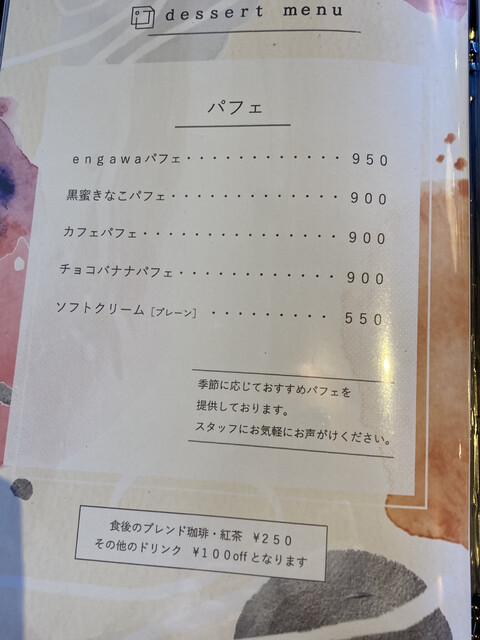 dessert menu
パフェ
engawaパフェ・・・・・・・・・・・・950
黒蜜きなこパフェ・・・・・・・・・・・・900
カフェパフェ・・・・・・・・・・・・・・900
チョコバナナパフェ・・・・・・・・・・・・900
ソフトクリーム［プレーン］・・・・・・・・・550
季節に応じておすすめパフェを
提供しております。
スタッフにお気軽にお声がけください。
食後のブレンド珈琲・紅茶　¥250
その他のドリンク　¥100offとなります